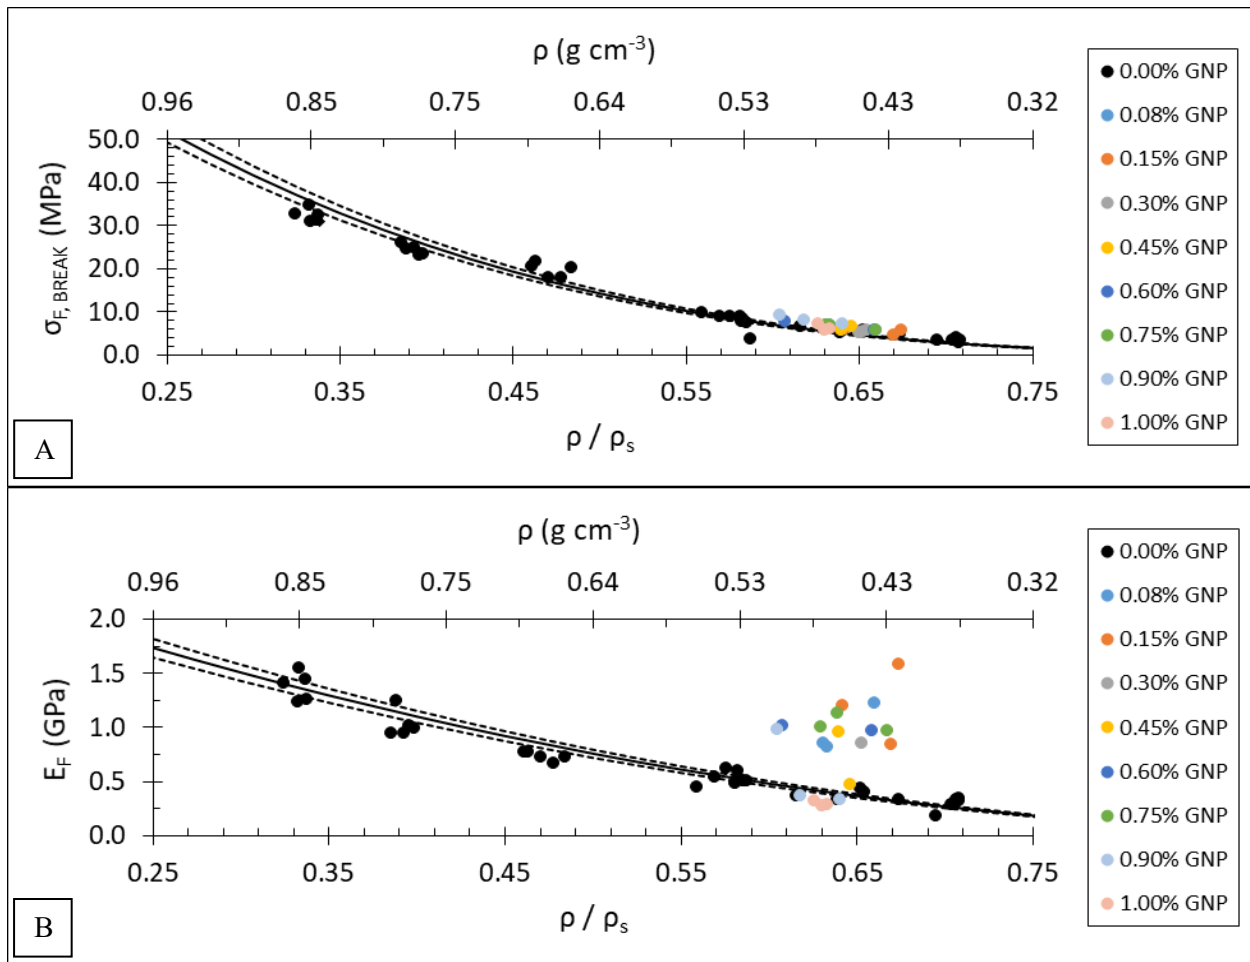 ρ (g cm⁻³)
0.96 0.85 0.75 0.64 0.53 0.43 0.32
50.0
40.0
30.0
20.0
10.0
0.0
σF, BREAK (MPa)
0.25 0.35 0.45 0.55 0.65 0.75
ρ / ρs
A
0.00% GNP
0.08% GNP
0.15% GNP
0.30% GNP
0.45% GNP
0.60% GNP
0.75% GNP
0.90% GNP
1.00% GNP
ρ (g cm⁻³)
0.96 0.85 0.75 0.64 0.53 0.43 0.32
2.0
1.5
1.0
0.5
0.0
EF (GPa)
0.25 0.35 0.45 0.55 0.65 0.75
ρ / ρs
B
0.00% GNP
0.08% GNP
0.15% GNP
0.30% GNP
0.45% GNP
0.60% GNP
0.75% GNP
0.90% GNP
1.00% GNP